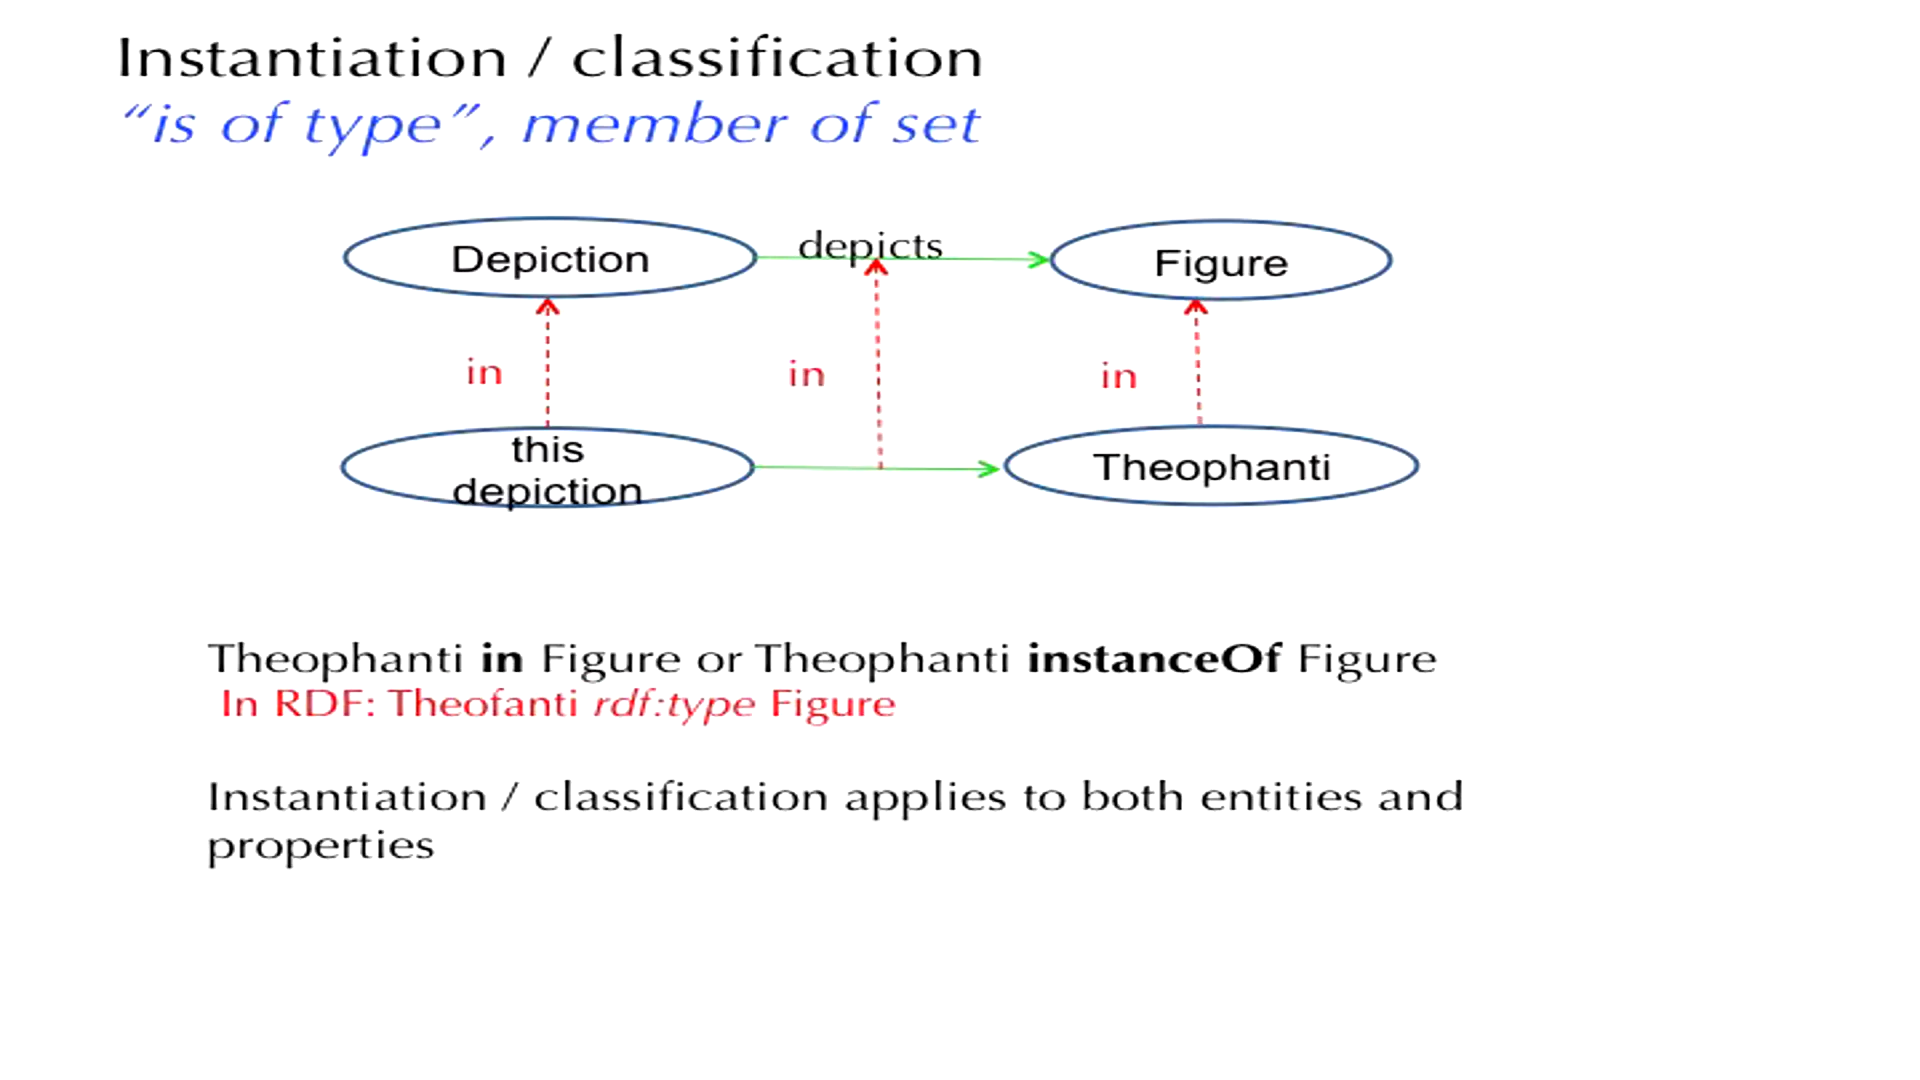 Instantiation / classification
“is of type”, member of set
Depiction
depicts
Figure
in
in
in
this
depiction
Theophanti
Theophanti in Figure or Theophanti instanceOf Figure
In RDF: Theofanti rdf:type Figure
Instantiation / classification applies to both entities and
properties